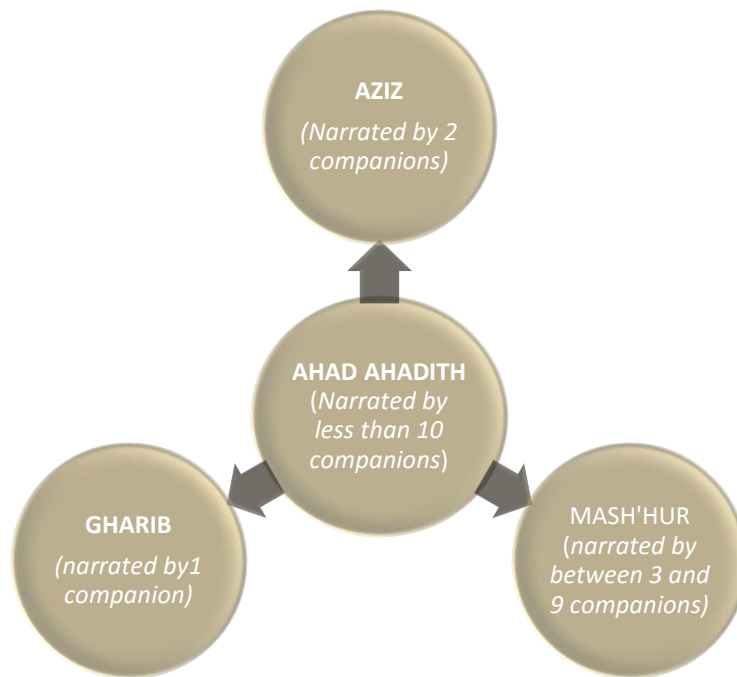 AZIZ
(Narrated by 2
companions)
AHAD AHADITH
(Narrated by
less than 10
companions)
GHARIB
(narrated by1
companion)
MASH'HUR
(narrated by
between 3 and
9 companions)